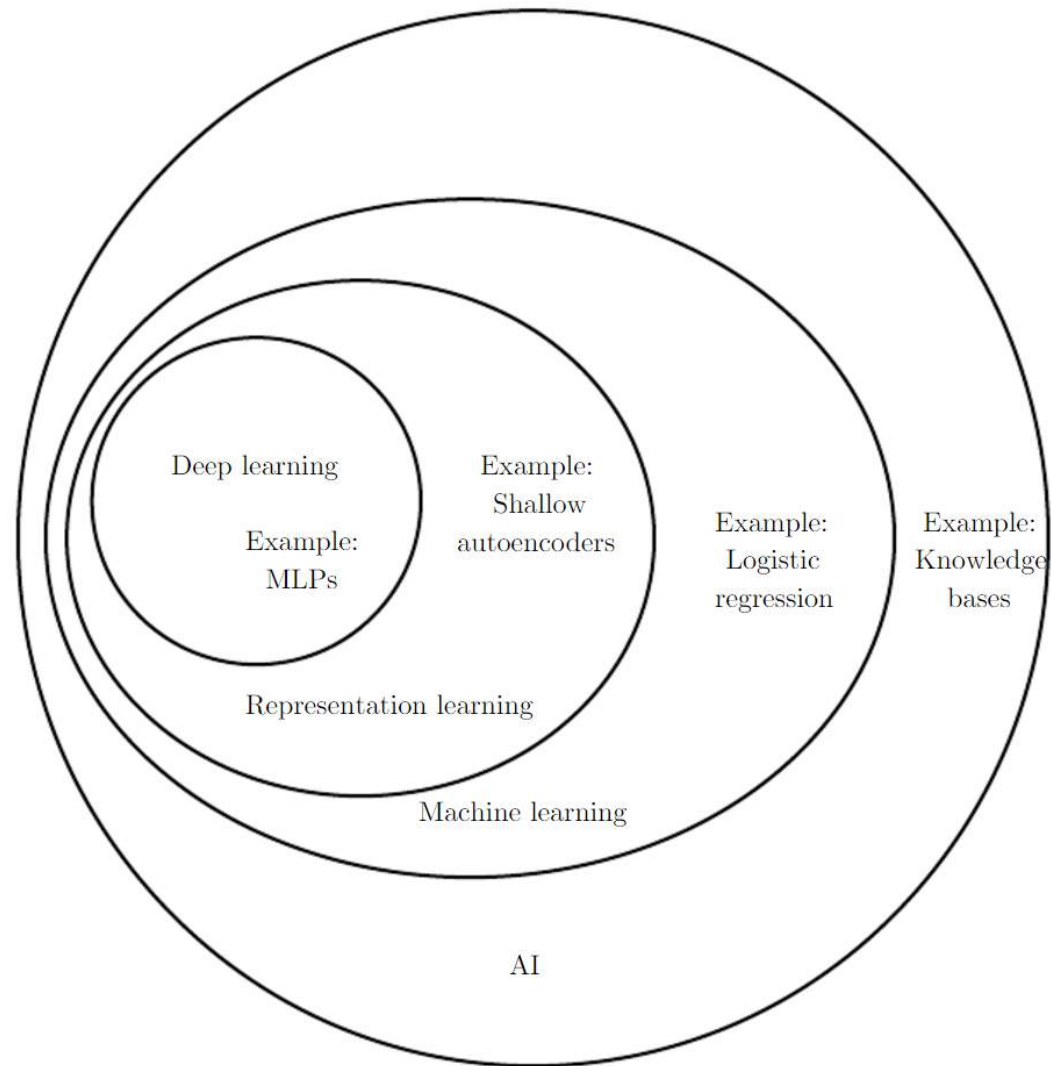 Deep learning
Example:
MLPs
Example:
Shallow
autoencoders
Example:
Logistic
regression
Example:
Knowledge
bases
Representation learning
Machine learning
AI